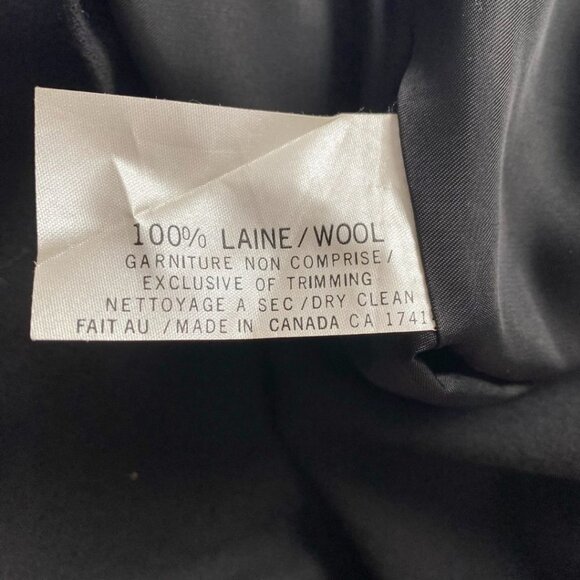 100% LAINE/WOOL
GARNITURE NON COMPRISE/
EXCLUSIVE OF TRIMMING
NETTOYAGE A SEC/DRY CLEAN
FAIT AU /MADE IN CANADA CA 1741